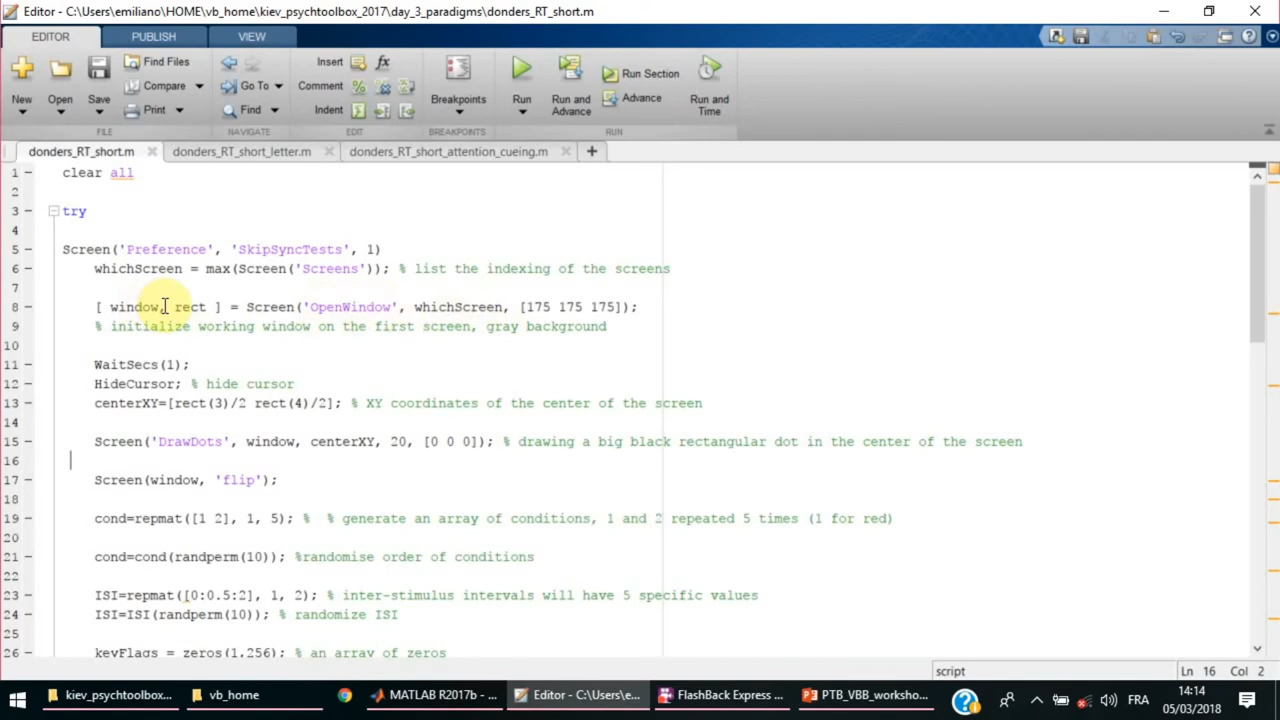 Editor - C:\Users\emiliano\HOME\vb_home\kiev_psychtoolbox_2017\day_3_paradigms\donders_RT_short.m
EDITOR PUBLISH VIEW
New Open Save Find Files Compare Print
Go To Find
Insert fx Comment % Indent
Breakpoints
Run Run and Advance Run Section Advance Run and Time
FILE NAVIGATE EDIT BREAKPOINTS RUN
donders_RT_short.m donders_RT_short_letter.m donders_RT_short_attention_cueing.m
1 clear all
2
3 try
4
5 Screen('Preference', 'SkipSyncTests', 1)
6 whichScreen = max(Screen('Screens')); % list the indexing of the screens
7
8 [ window, rect ] = Screen('OpenWindow', whichScreen, [175 175 175]);
9 % initialize working window on the first screen, gray background
10
11 WaitSecs(1);
12 HideCursor; % hide cursor
13 centerXY=[rect(3)/2 rect(4)/2]; % XY coordinates of the center of the screen
14
15 Screen('DrawDots', window, centerXY, 20, [0 0 0]); % drawing a big black rectangular dot in the center of the screen
16
17 Screen(window, 'flip');
18
19 cond=repmat([1 2], 1, 5); % % generate an array of conditions, 1 and 2 repeated 5 times (1 for red)
20
21 cond=cond(randperm(10)); %randomise order of conditions
22
23 ISI=repmat([0:0.5:2], 1, 2); % inter-stimulus intervals will have 5 specific values
24 ISI=ISI(randperm(10)); % randomize ISI
25
26 keyFlags = zeros(1,256); % an array of zeros
script Ln 16 Col 2
kiev_psychtoolbox... vb_home MATLAB R2017b - ... Editor - C:\Users\e... FlashBack Express ... PTB_VBB_worksho... FRA 14:14
05/03/2018